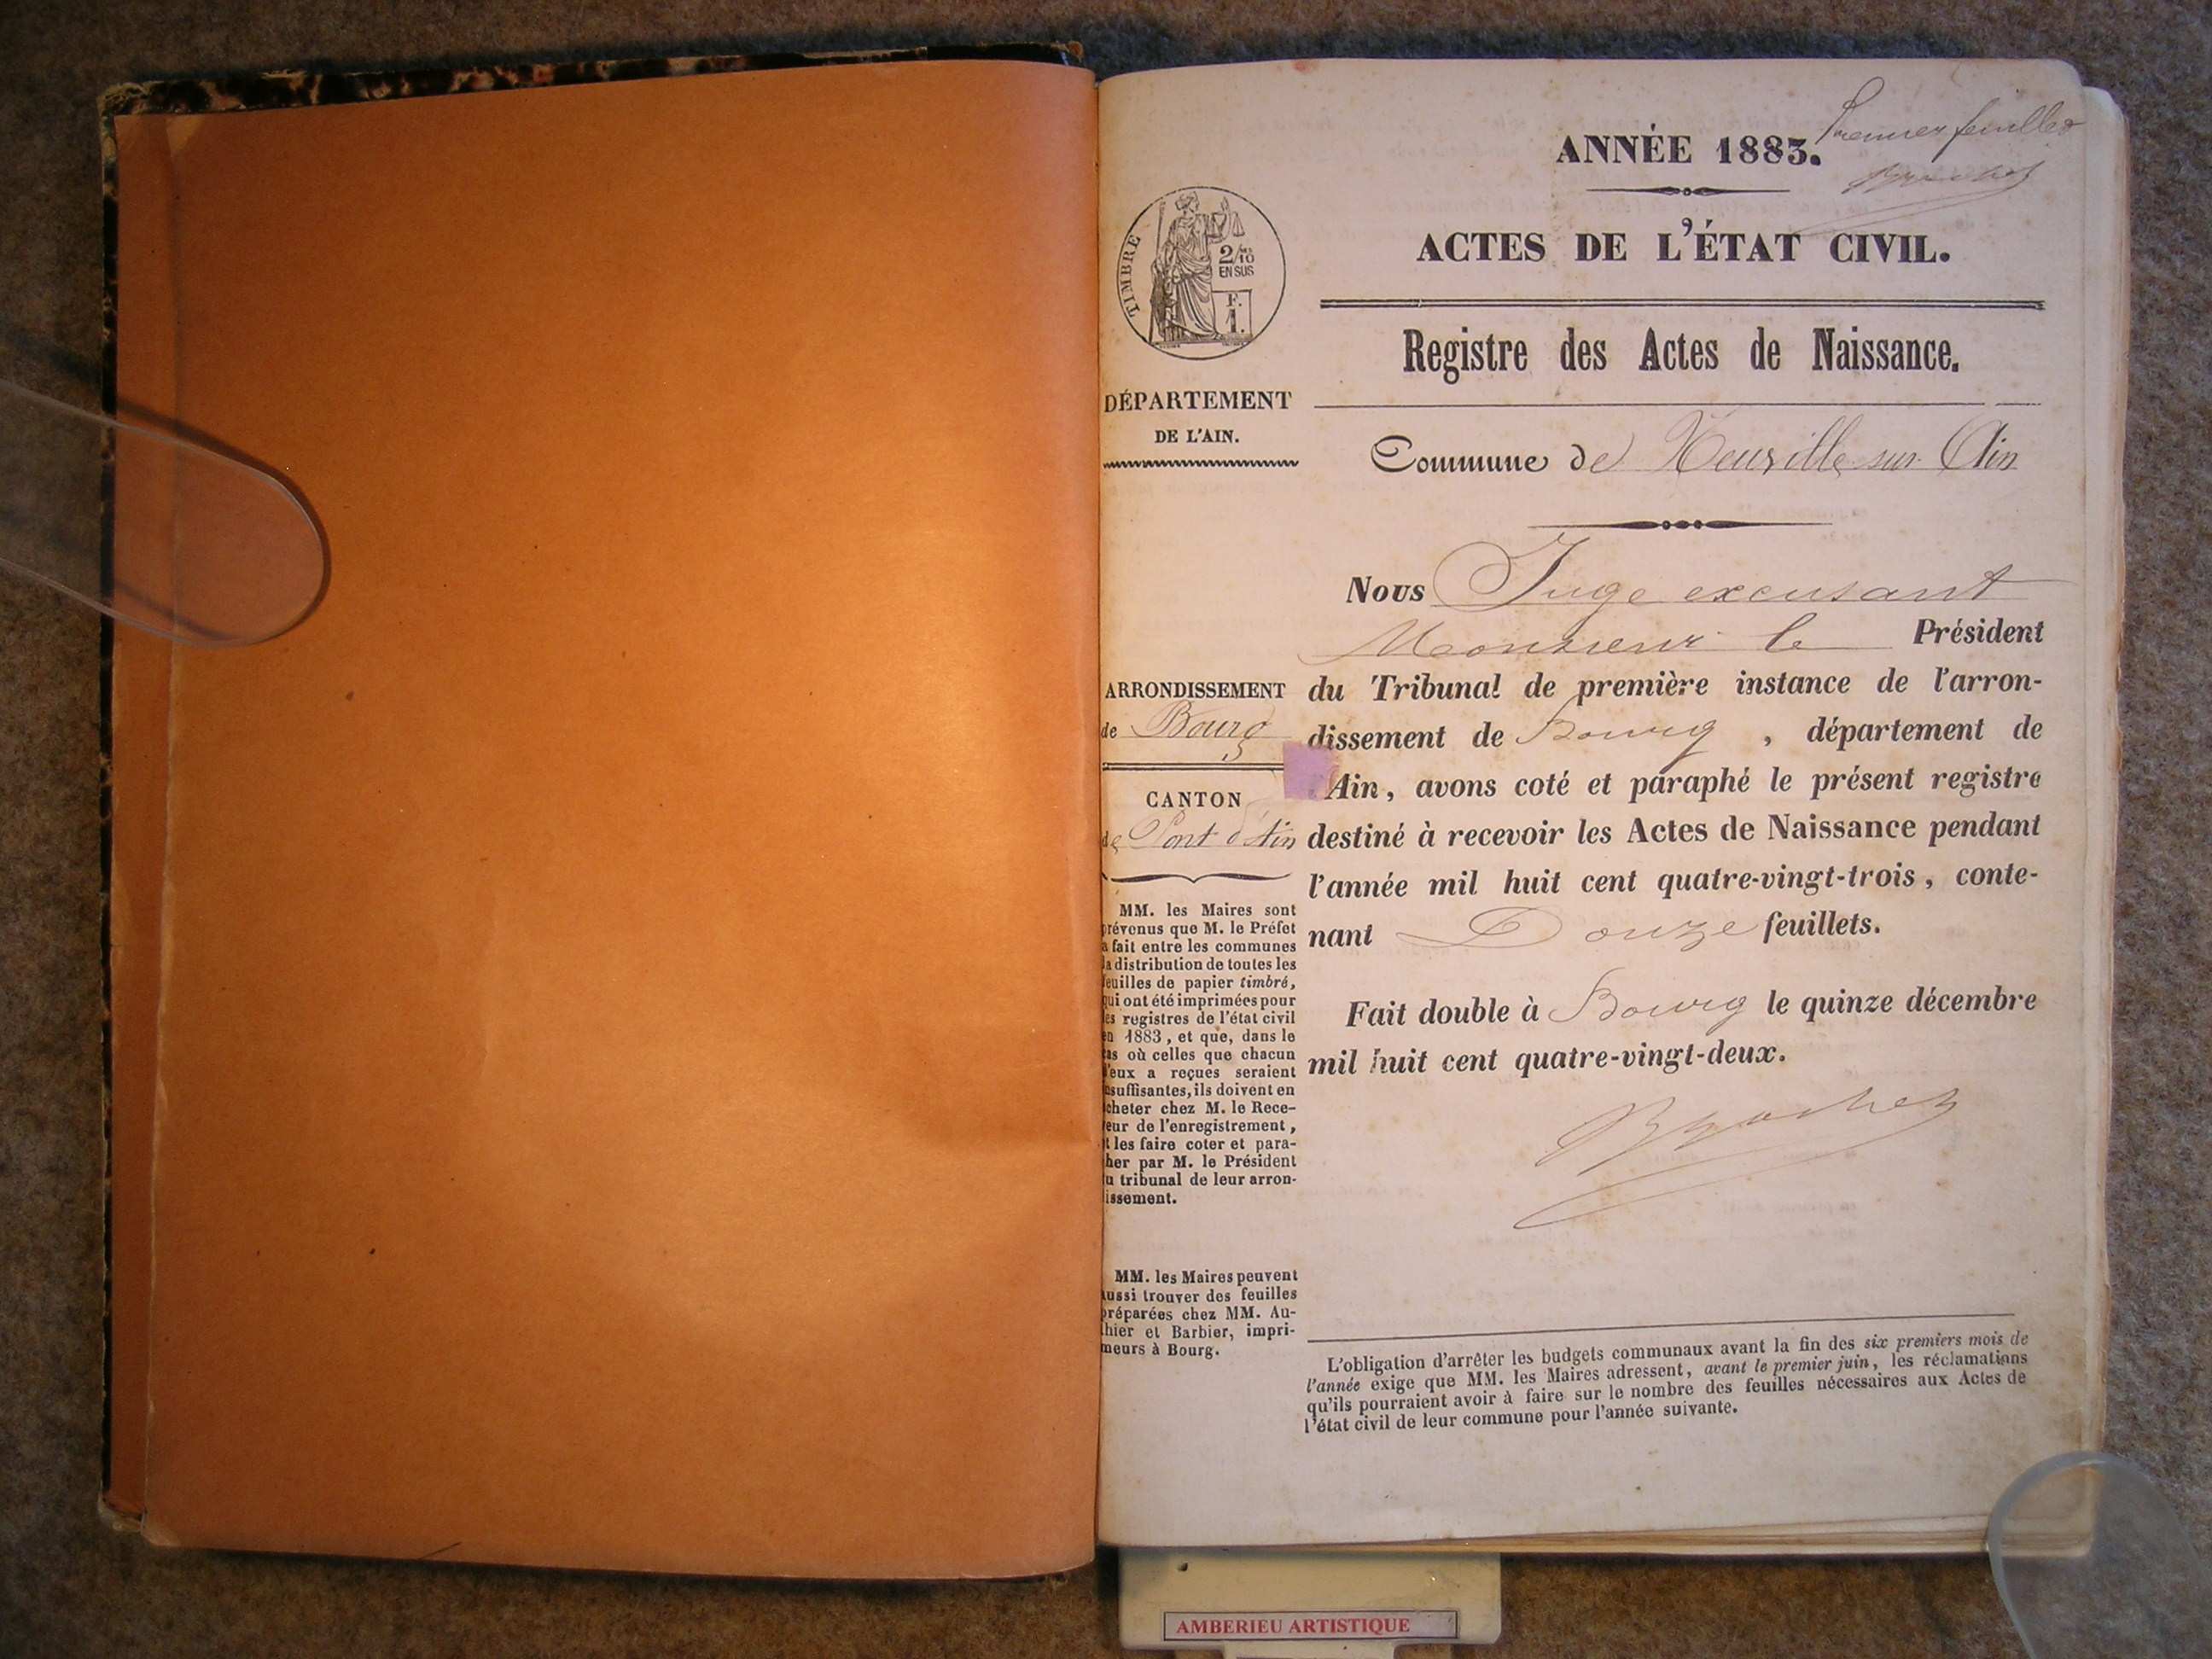 Premier feuillet
ANNÉE 1883.
ACTES DE L'ÉTAT CIVIL.
TIMBRE
2/10
EN SUS
F.
1.
Registre des Actes de Naissance.
DÉPARTEMENT
DE L'AIN.
Commune de Neuville sur Ain
Nous Juge excusant
Monsieur le Président
du Tribunal de première instance de l'arron-
dissement de Bourg, département de
Ain, avons coté et paraphé le présent registre
destiné à recevoir les Actes de Naissance pendant
l'année mil huit cent quatre-vingt-trois, conte-
nant Douze feuillets.
Fait double à Bourg le quinze décembre
mil huit cent quatre-vingt-deux.
ARRONDISSEMENT
de Bourg
CANTON
de Pont d'Ain
MM. les Maires sont
prévenus que M. le Préfet
a fait entre les communes
la distribution de toutes les
feuilles de papier timbré,
qui ont été imprimées pour
les registres de l'état civil
en 1883, et que, dans le
cas où celles que chacun
d'eux a reçues seraient
nsuffisantes, ils doivent en
cheter chez M. le Rece-
eur de l'enregistrement,
t les faire coter et para-
her par M. le Président
u tribunal de leur arron-
issement.
MM. les Maires peuvent
aussi trouver des feuilles
préparées chez MM. Au-
thier et Barbier, impri-
meurs à Bourg.
L'obligation d'arrêter les budgets communaux avant la fin des six premiers mois de
l'année exige que MM. les Maires adressent, avant le premier juin, les réclamations
qu'ils pourraient avoir à faire sur le nombre des feuilles nécessaires aux Actes de
l'état civil de leur commune pour l'année suivante.
AMBERIEU ARTISTIQUE